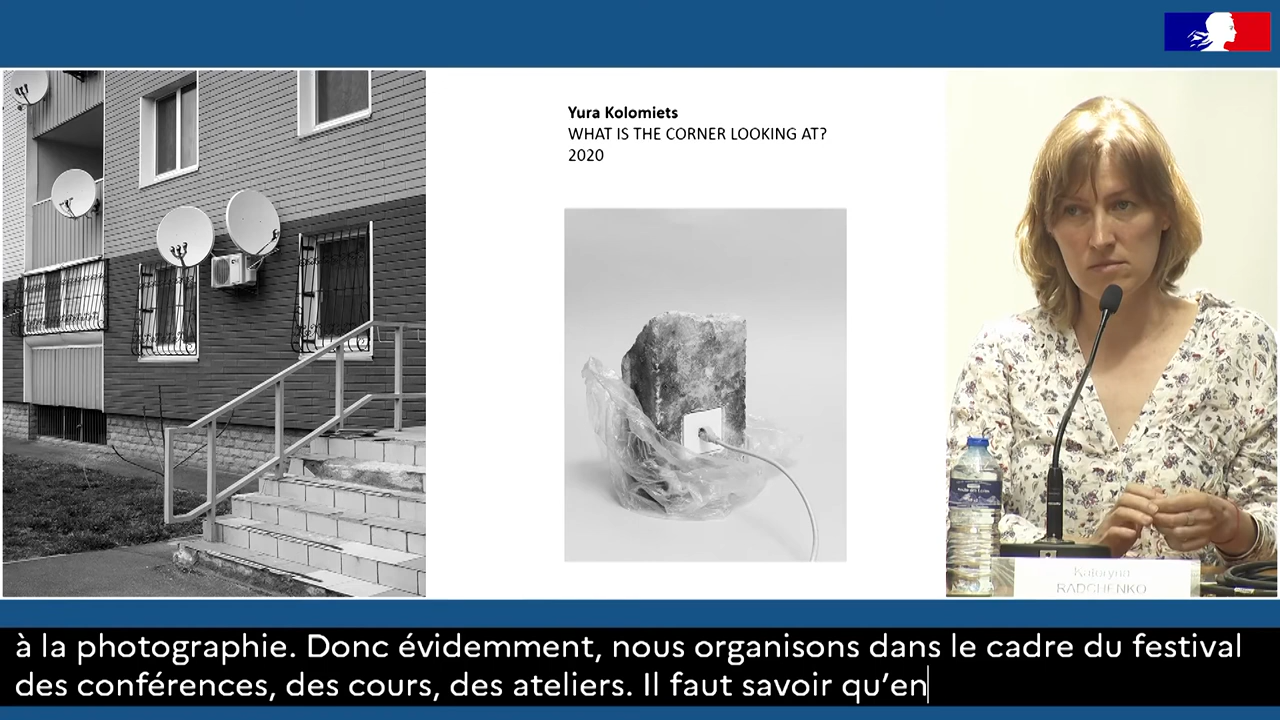 Yura Kolomiets
WHAT IS THE CORNER LOOKING AT?
2020
RADCHENKO
à la photographie. Donc évidemment, nous organisons dans le cadre du festival
des conférences, des cours, des ateliers. Il faut savoir qu’en